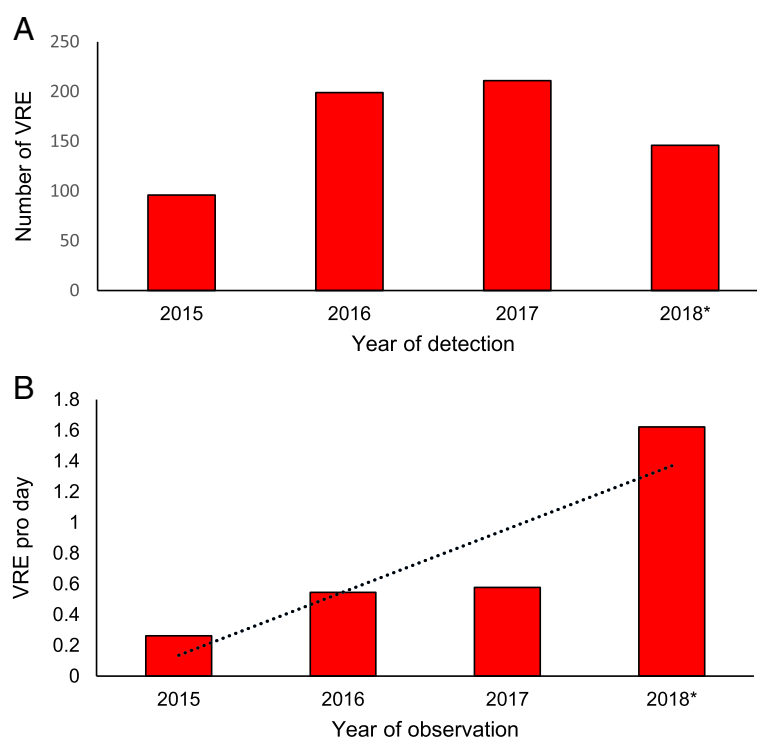 A
Number of VRE
250
200
150
100
50
0
2015 2016 2017 2018*
Year of detection
B
VRE pro day
1.8
1.6
1.4
1.2
1
0.8
0.6
0.4
0.2
0
2015 2016 2017 2018*
Year of observation